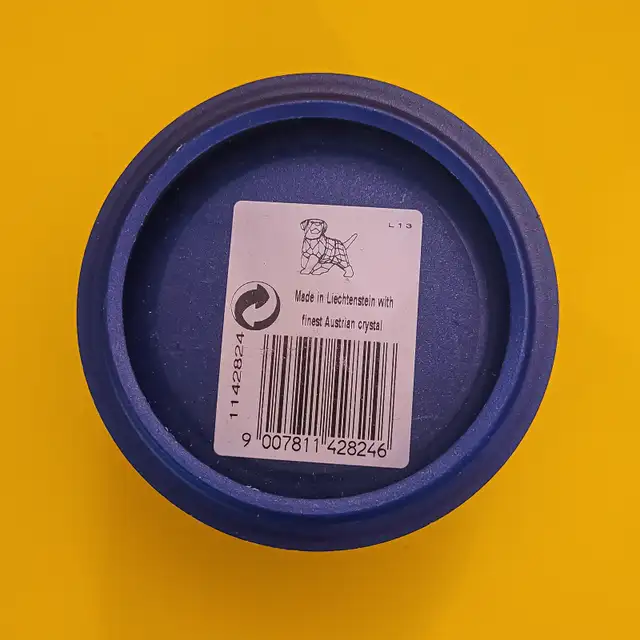 L13
Made in Liechtenstein with
finest Austrian crystal
1142824
9 007811 428246